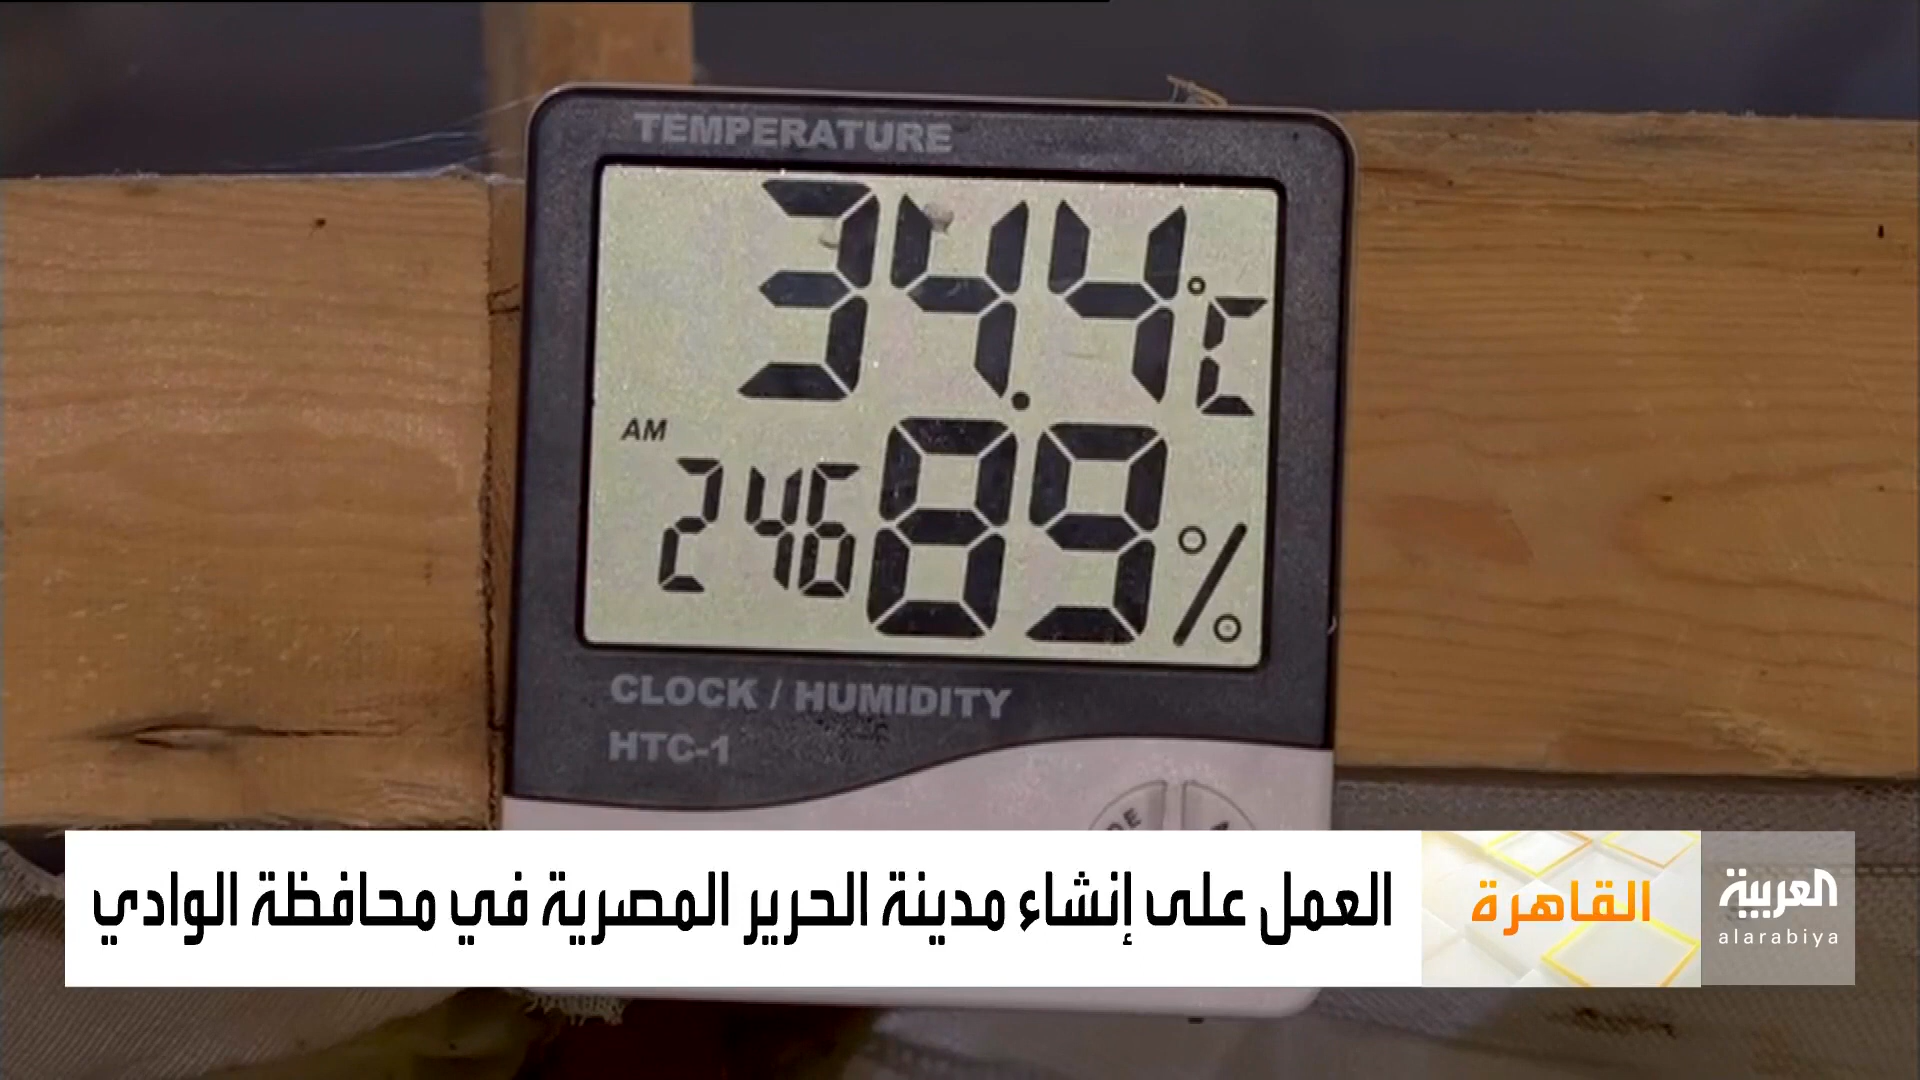 TEMPERATURE
34.4°C
AM
2 46
89%
CLOCK / HUMIDITY
HTC-1
العمل على إنشاء مدينة الحرير المصرية في محافظة الوادي
القاهرة
العربية
alarabiya